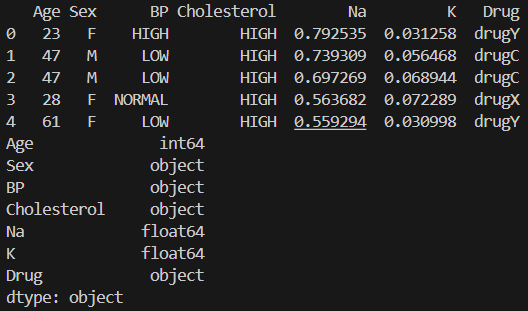 Age Sex BP Cholesterol Na K Drug
0 23 F HIGH HIGH 0.792535 0.031258 drugY
1 47 M LOW HIGH 0.739309 0.056468 drugC
2 47 M LOW HIGH 0.697269 0.068944 drugC
3 28 F NORMAL HIGH 0.563682 0.072289 drugX
4 61 F LOW HIGH 0.559294 0.030998 drugY
Age int64
Sex object
BP object
Cholesterol object
Na float64
K float64
Drug object
dtype: object